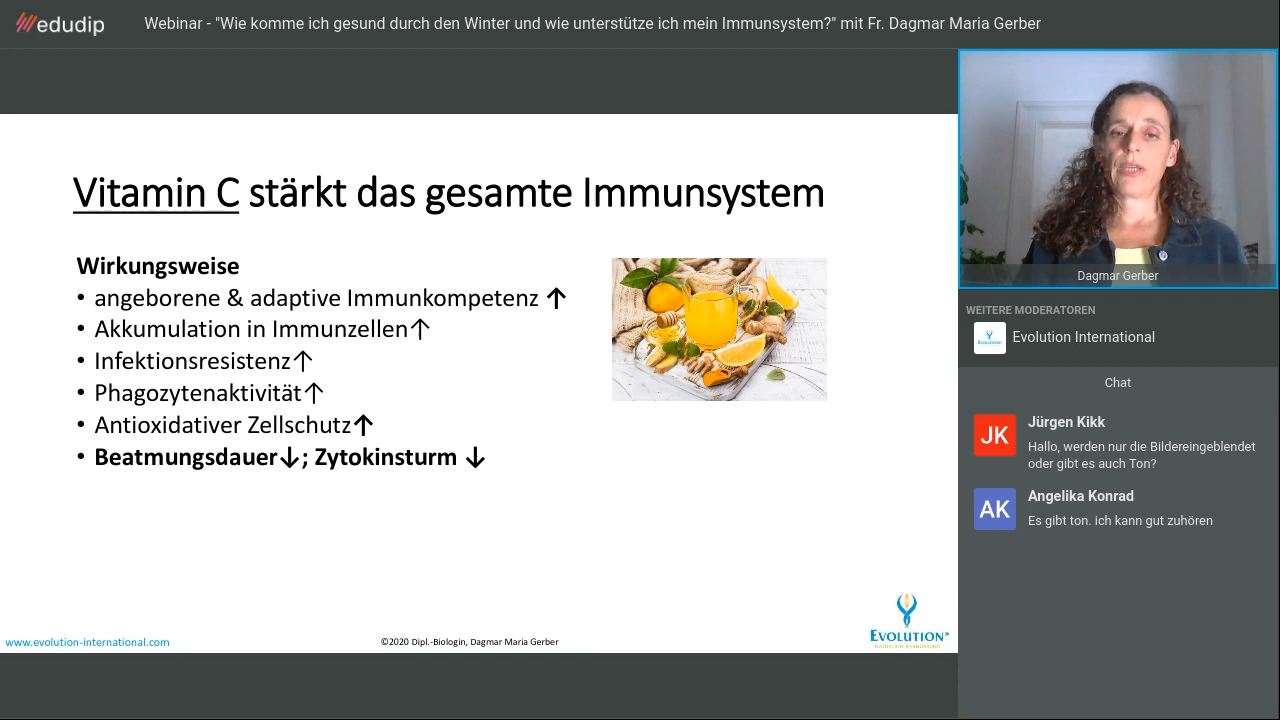 edudip
Webinar - "Wie komme ich gesund durch den Winter und wie unterstütze ich mein Immunsystem?" mit Fr. Dagmar Maria Gerber
Vitamin C stärkt das gesamte Immunsystem
Wirkungsweise
• angeborene & adaptive Immunkompetenz ↑
• Akkumulation in Immunzellen↑
• Infektionsresistenz↑
• Phagozytenaktivität↑
• Antioxidativer Zellschutz↑
• Beatmungsdauer↓; Zytokinsturm ↓
www.evolution-international.com
©2020 Dipl.-Biologin, Dagmar Maria Gerber
EVOLUTION®
Dagmar Gerber
WEITERE MODERATOREN
Evolution International
Chat
JK
Jürgen Kikk
Hallo, werden nur die Bildereingeblendet
oder gibt es auch Ton?
AK
Angelika Konrad
Es gibt ton. ich kann gut zuhören